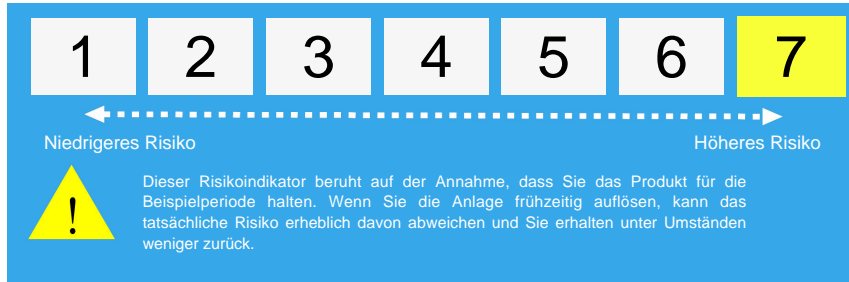 1 2 3 4 5 6 7
Niedrigeres Risiko Höheres Risiko
!
Dieser Risikoindikator beruht auf der Annahme, dass Sie das Produkt für die
Beispielperiode halten. Wenn Sie die Anlage frühzeitig auflösen, kann das
tatsächliche Risiko erheblich davon abweichen und Sie erhalten unter Umständen
weniger zurück.